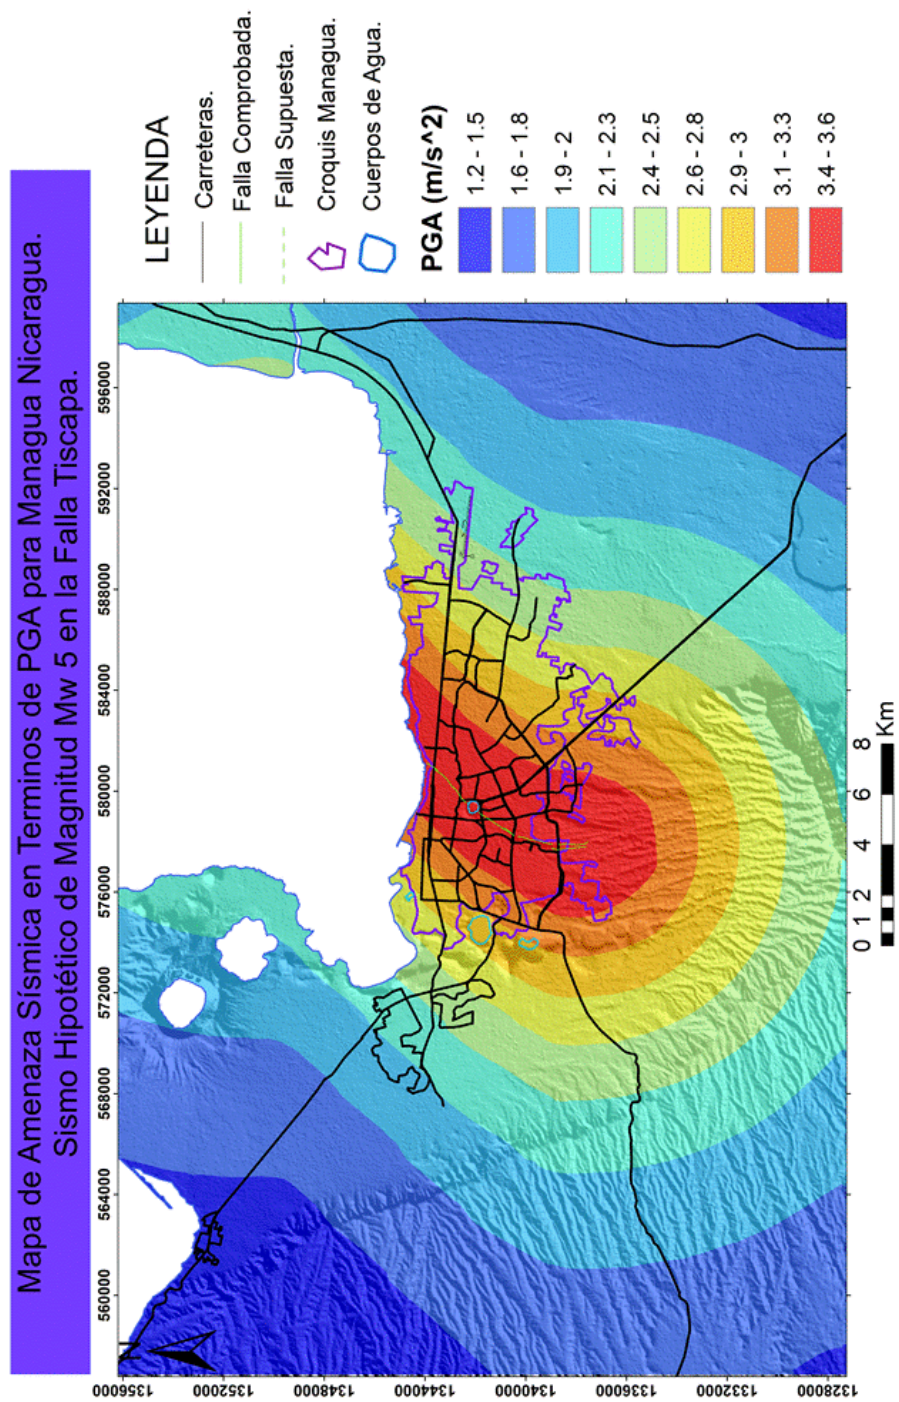 Mapa de Amenaza Sísmica en Terminos de PGA para Managua Nicaragua.
Sismo Hipotético de Magnitud Mw 5 en la Falla Tiscapa.
LEYENDA
Carreteras.
Falla Comprobada.
Falla Supuesta.
Croquis Managua.
Cuerpos de Agua.
PGA (m/s^2)
1.2 - 1.5
1.6 - 1.8
1.9 - 2
2.1 - 2.3
2.4 - 2.5
2.6 - 2.8
2.9 - 3
3.1 - 3.3
3.4 - 3.6
560000 564000 568000 572000 576000 580000 584000 588000 592000 596000
1356000
1352000
1348000
1344000
1340000
1336000
1332000
1328000
0 1 2 4 6 8
Km